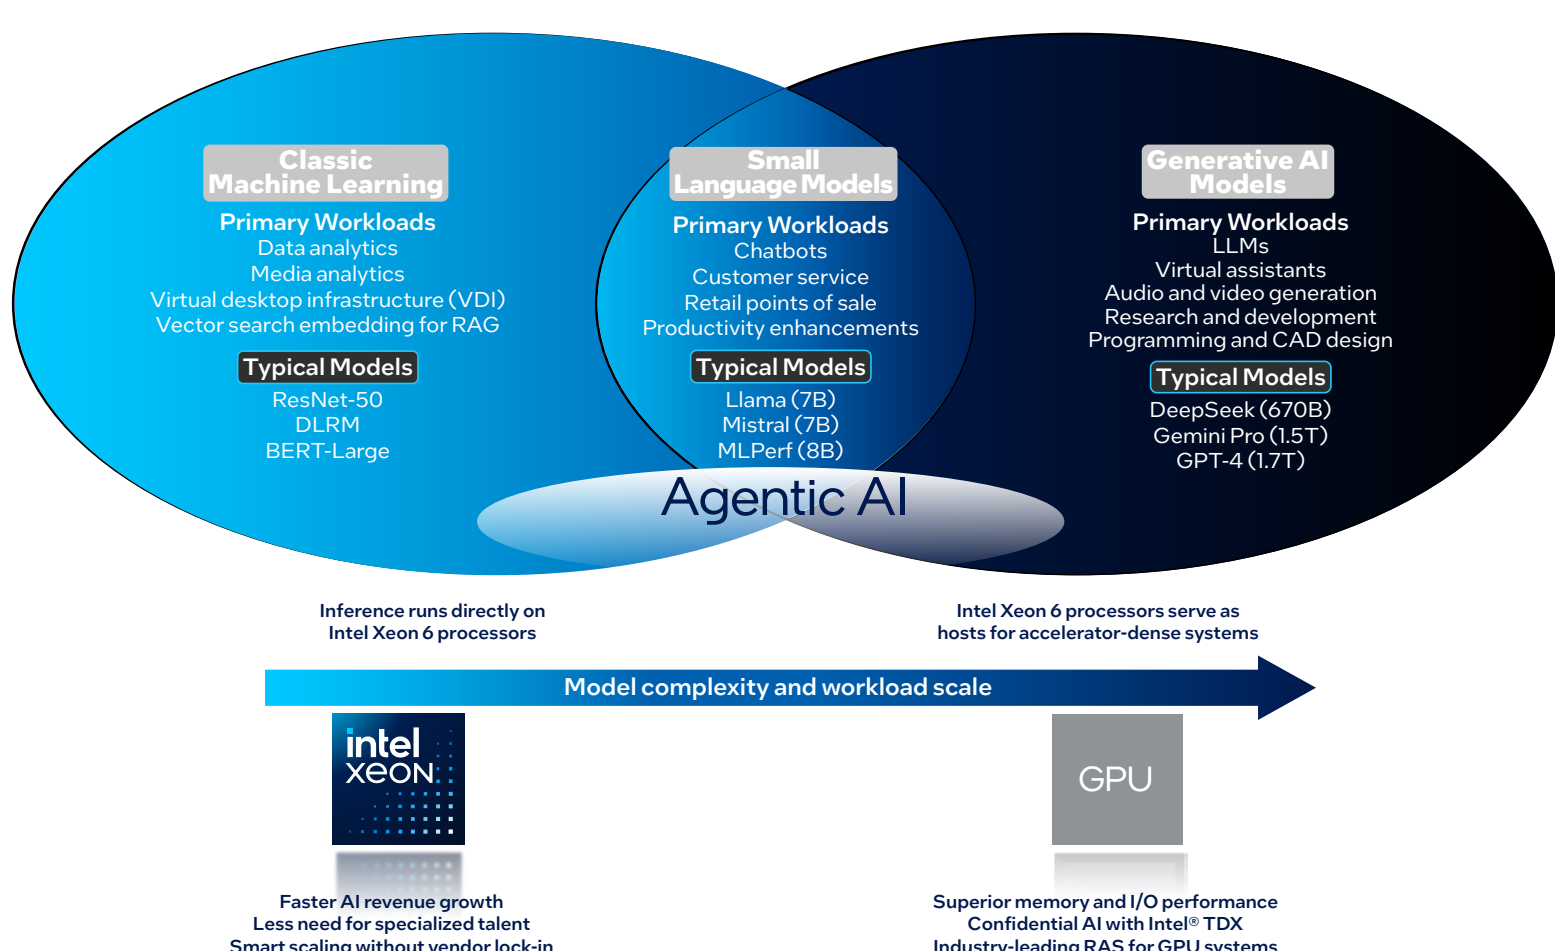 Classic
Machine Learning
Primary Workloads
Data analytics
Media analytics
Virtual desktop infrastructure (VDI)
Vector search embedding for RAG
Typical Models
ResNet-50
DLRM
BERT-Large
Small
Language Models
Primary Workloads
Chatbots
Customer service
Retail points of sale
Productivity enhancements
Typical Models
Llama (7B)
Mistral (7B)
MLPerf (8B)
Generative AI
Models
Primary Workloads
LLMs
Virtual assistants
Audio and video generation
Research and development
Programming and CAD design
Typical Models
DeepSeek (670B)
Gemini Pro (1.5T)
GPT-4 (1.7T)
Agentic AI
Inference runs directly on
Intel Xeon 6 processors
Intel Xeon 6 processors serve as
hosts for accelerator-dense systems
Model complexity and workload scale
intel
xeon
GPU
Faster AI revenue growth
Less need for specialized talent
Smart scaling without vendor lock-in
Superior memory and I/O performance
Confidential AI with Intel® TDX
Industry-leading RAS for GPU systems